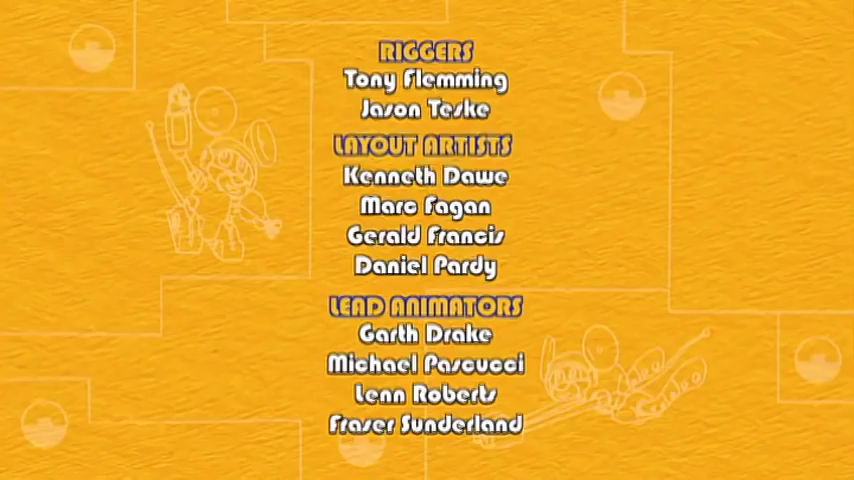 RIGGERS
Tony Flemming
Jason Teske
LAYOUT ARTISTS
Kenneth Dawe
Marc Fagan
Gerald Francis
Daniel Pardy
LEAD ANIMATORS
Garth Drake
Michael Pascucci
Lenn Roberts
Fraser Sunderland